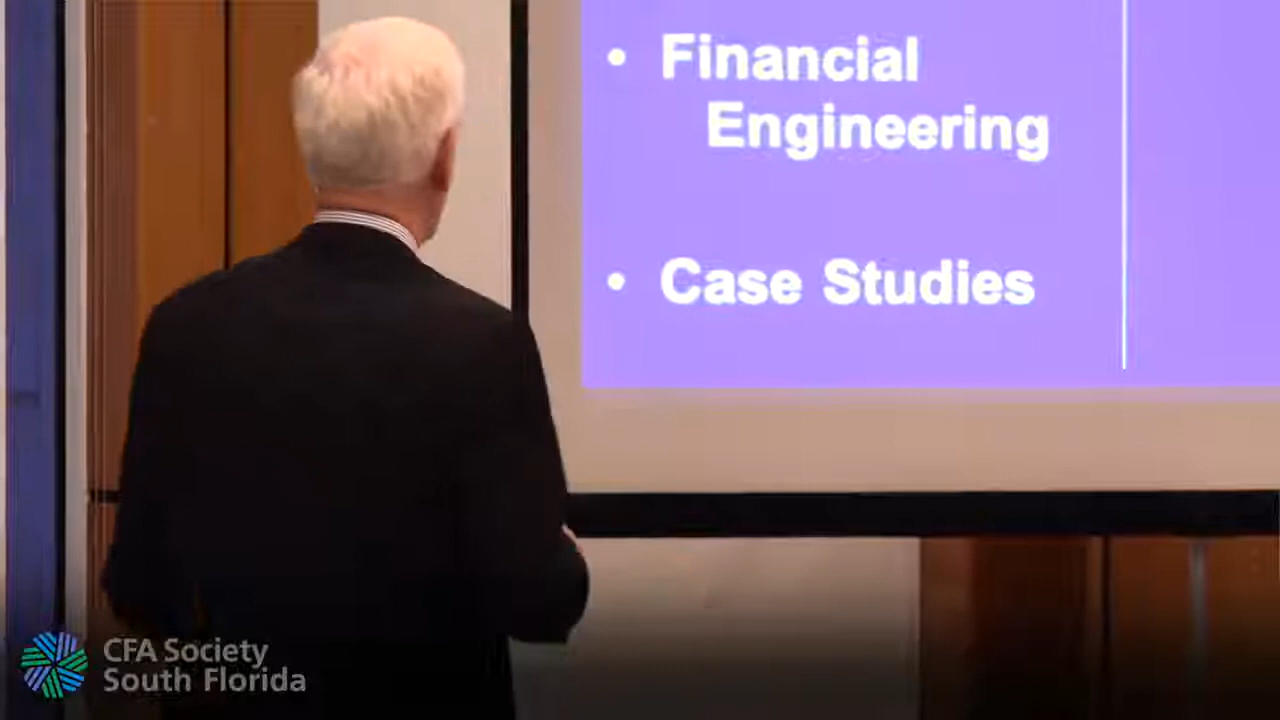 • Financial
Engineering
• Case Studies
CFA Society
South Florida